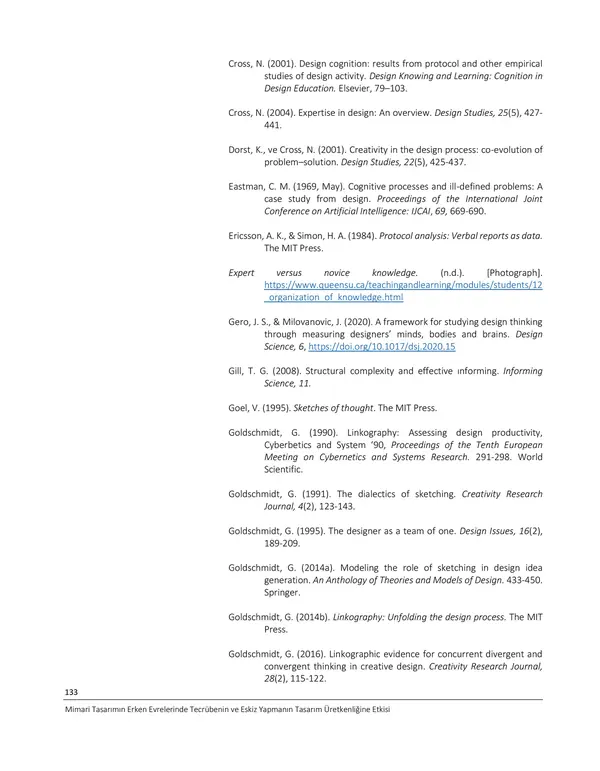 Cross, N. (2001). Design cognition: results from protocol and other empirical
studies of design activity. Design Knowing and Learning: Cognition in
Design Education. Elsevier, 79–103.
Cross, N. (2004). Expertise in design: An overview. Design Studies, 25(5), 427-
441.
Dorst, K., ve Cross, N. (2001). Creativity in the design process: co-evolution of
problem–solution. Design Studies, 22(5), 425-437.
Eastman, C. M. (1969, May). Cognitive processes and ill-defined problems: A
case study from design. Proceedings of the International Joint
Conference on Artificial Intelligence: IJCAI, 69, 669-690.
Ericsson, A. K., & Simon, H. A. (1984). Protocol analysis: Verbal reports as data.
The MIT Press.
Expert versus novice knowledge. (n.d.). [Photograph].
https://www.queensu.ca/teachingandlearning/modules/students/12
_organization_of_knowledge.html
Gero, J. S., & Milovanovic, J. (2020). A framework for studying design thinking
through measuring designers’ minds, bodies and brains. Design
Science, 6, https://doi.org/10.1017/dsj.2020.15
Gill, T. G. (2008). Structural complexity and effective ınforming. Informing
Science, 11.
Goel, V. (1995). Sketches of thought. The MIT Press.
Goldschmidt, G. (1990). Linkography: Assessing design productivity,
Cyberbetics and System ’90, Proceedings of the Tenth European
Meeting on Cybernetics and Systems Research. 291-298. World
Scientific.
Goldschmidt, G. (1991). The dialectics of sketching. Creativity Research
Journal, 4(2), 123-143.
Goldschmidt, G. (1995). The designer as a team of one. Design Issues, 16(2),
189-209.
Goldschmidt, G. (2014a). Modeling the role of sketching in design idea
generation. An Anthology of Theories and Models of Design. 433-450.
Springer.
Goldschmidt, G. (2014b). Linkography: Unfolding the design process. The MIT
Press.
Goldschmidt, G. (2016). Linkographic evidence for concurrent divergent and
convergent thinking in creative design. Creativity Research Journal,
28(2), 115-122.
133
Mimari Tasarımın Erken Evrelerinde Tecrübenin ve Eskiz Yapmanın Tasarım Üretkenliğine Etkisi